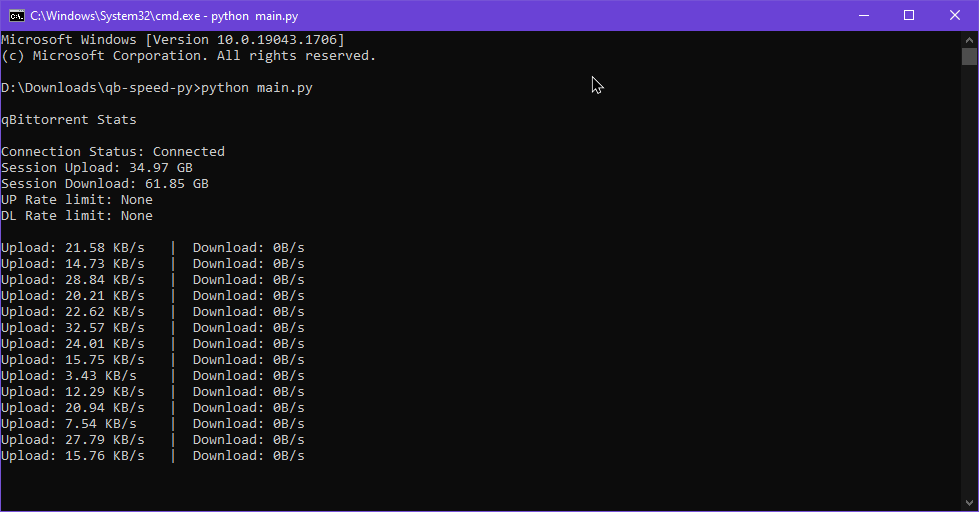 C:\Windows\System32\cmd.exe - python  main.py
Microsoft Windows [Version 10.0.19043.1706]
(c) Microsoft Corporation. All rights reserved.
D:\Downloads\qb-speed-py>python main.py
qBittorrent Stats
Connection Status: Connected
Session Upload: 34.97 GB
Session Download: 61.85 GB
UP Rate limit: None
DL Rate limit: None
Upload: 21.58 KB/s   |  Download: 0B/s
Upload: 14.73 KB/s   |  Download: 0B/s
Upload: 28.84 KB/s   |  Download: 0B/s
Upload: 20.21 KB/s   |  Download: 0B/s
Upload: 22.62 KB/s   |  Download: 0B/s
Upload: 32.57 KB/s   |  Download: 0B/s
Upload: 24.01 KB/s   |  Download: 0B/s
Upload: 15.75 KB/s   |  Download: 0B/s
Upload: 3.43 KB/s    |  Download: 0B/s
Upload: 12.29 KB/s   |  Download: 0B/s
Upload: 20.94 KB/s   |  Download: 0B/s
Upload: 7.54 KB/s    |  Download: 0B/s
Upload: 27.79 KB/s   |  Download: 0B/s
Upload: 15.76 KB/s   |  Download: 0B/s